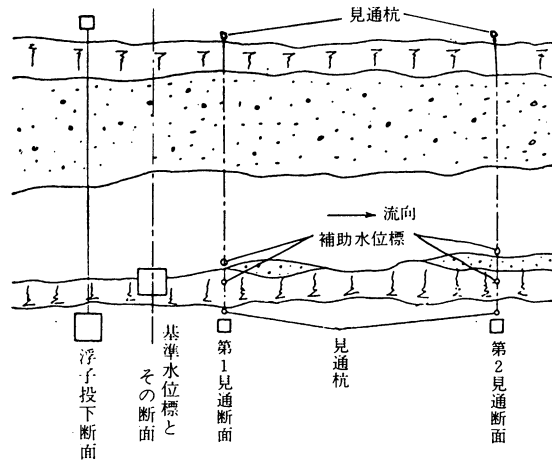 見通杭
流向
補助水位標
浮子投下断面
基準水位標と
その断面
第1見通断面
見通杭
第2見通断面